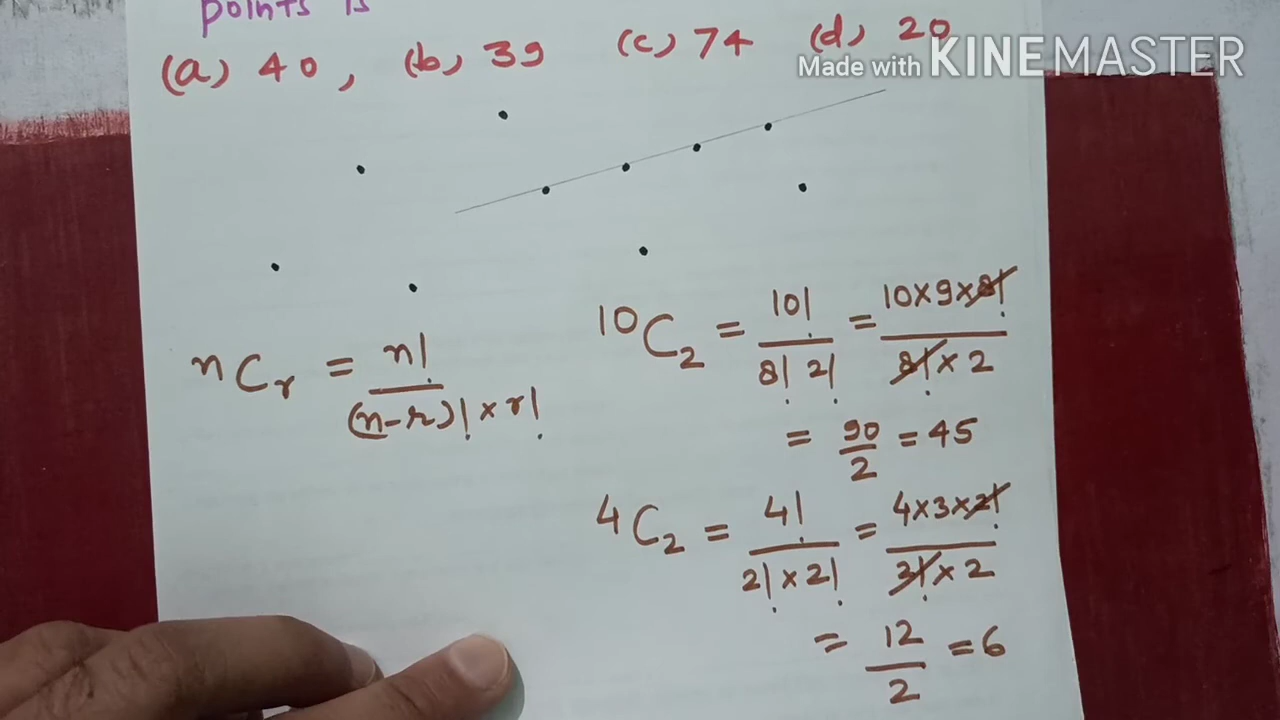 points is
(a) 40, (b) 39 (c) 74 (d) 20
Made with KINEMASTER
ⁿCᵣ = n! / (n-r)! × r!
¹⁰C₂ = 10! / 8! 2! = 10×9×8! / 8! × 2
= 90/2 = 45
⁴C₂ = 4! / 2! × 2! = 4×3×2! / 2! × 2
= 12/2 = 6